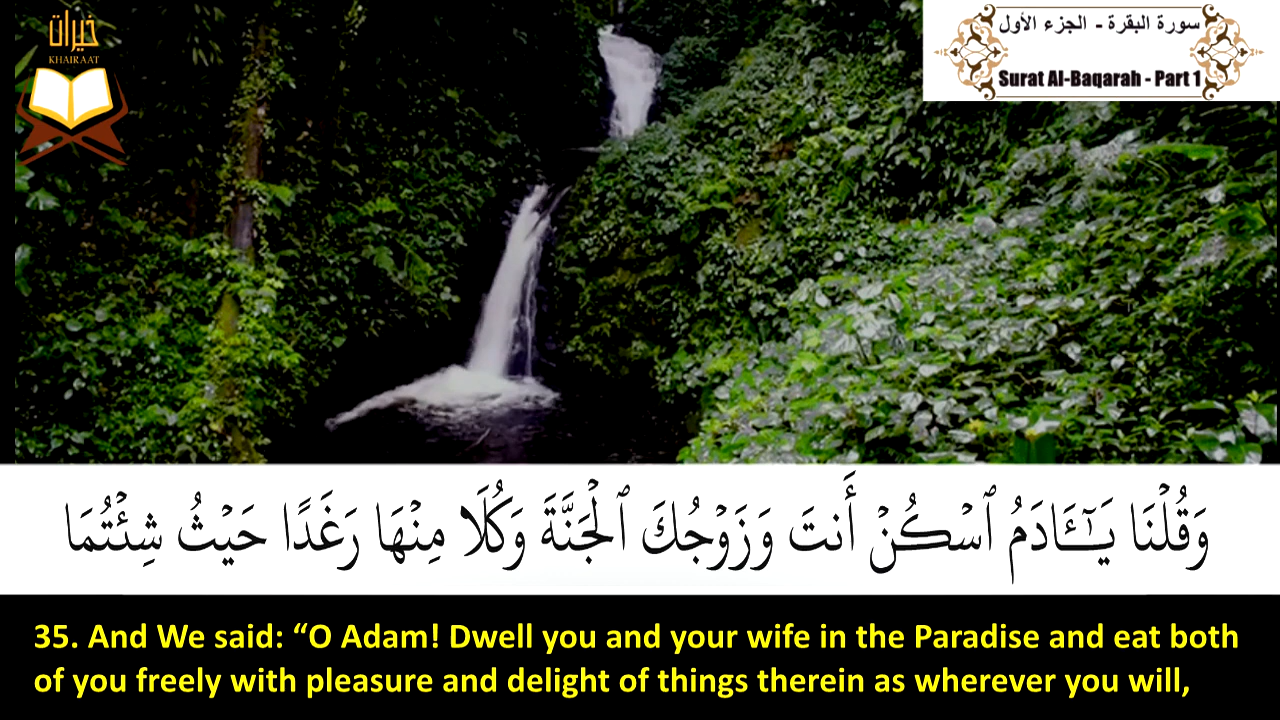 خيرات
KHAIRAAT
سورة البقرة - الجزء الأول
Surat Al-Baqarah - Part 1
وَقُلْنَا يَـٰٓـَٔادَمُ ٱسْكُنْ أَنتَ وَزَوْجُكَ ٱلْجَنَّةَ وَكُلَا مِنْهَا رَغَدًا حَيْثُ شِئْتُمَا
35. And We said: “O Adam! Dwell you and your wife in the Paradise and eat both
of you freely with pleasure and delight of things therein as wherever you will,